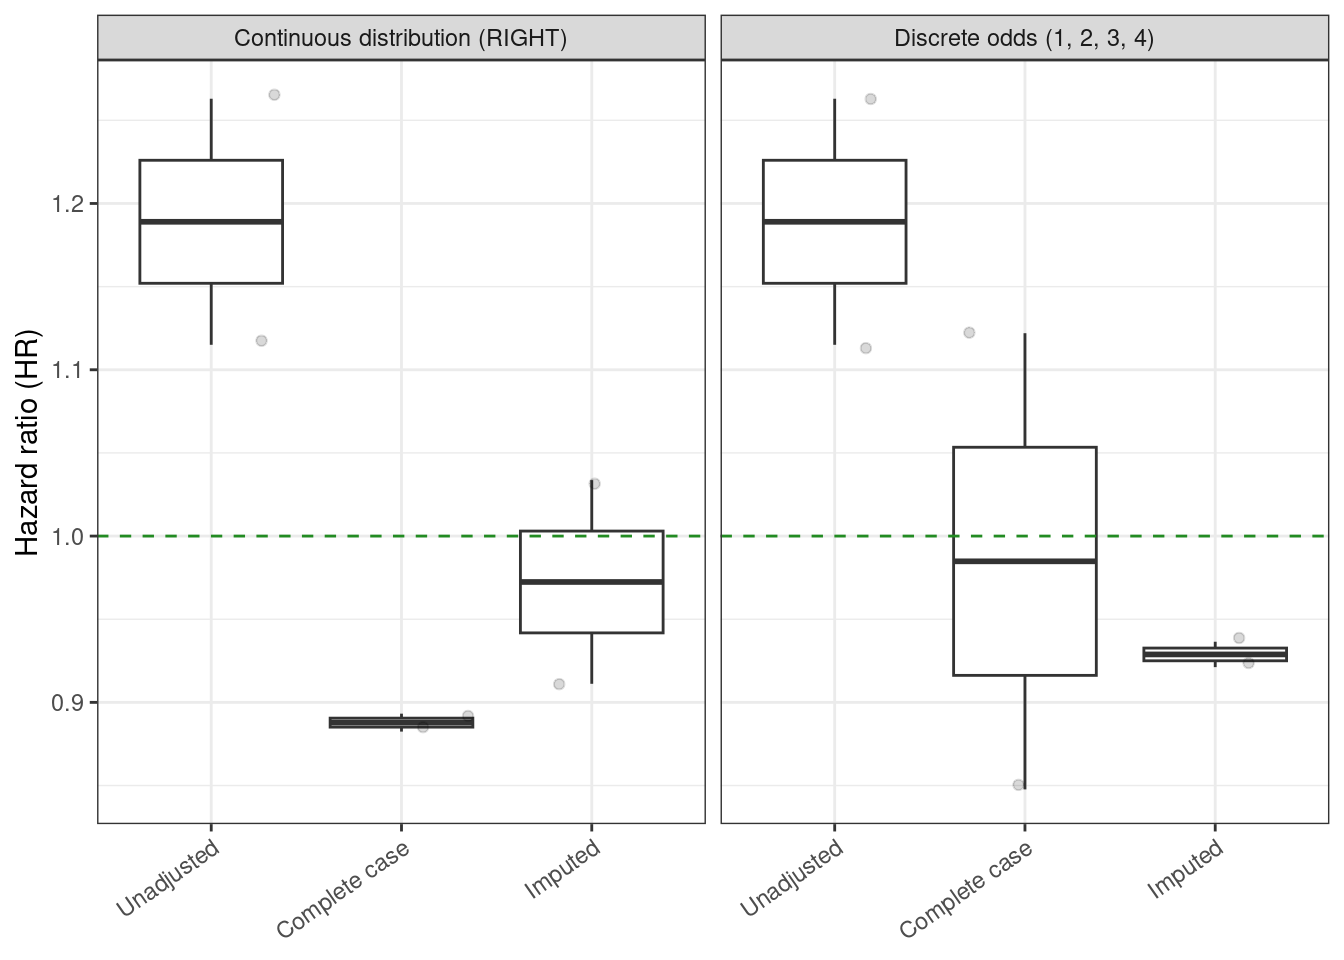 Continuous distribution (RIGHT)
Discrete odds (1, 2, 3, 4)
Hazard ratio (HR)
1.2
1.1
1.0
0.9
Unadjusted
Complete case
Imputed
Unadjusted
Complete case
Imputed